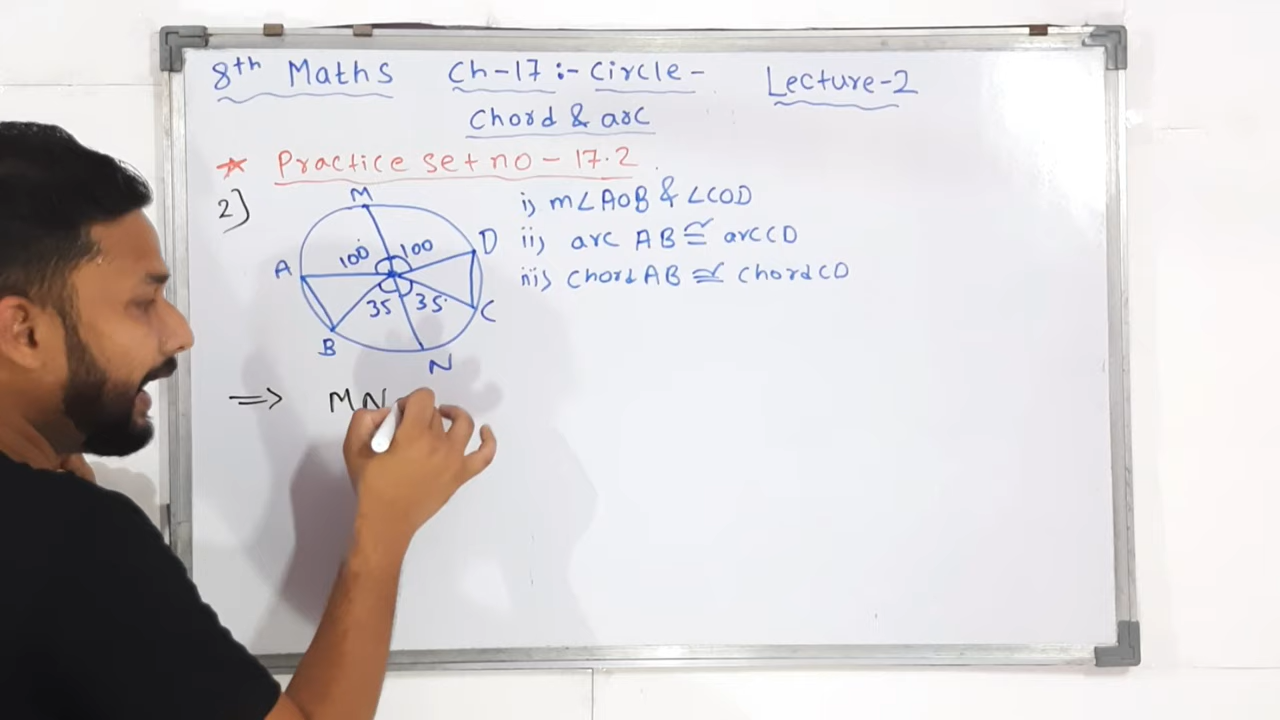 8th Maths Ch-17 :- Circle - Lecture-2
Chord & arc
★ Practice set no - 17.2
2] i) m∠AOB & ∠COD
ii) arc AB ≅ arc CD
iii) Chord AB ≅ Chord CD
M
100° 100
D
A
35 35°
C
B
N
=> MN